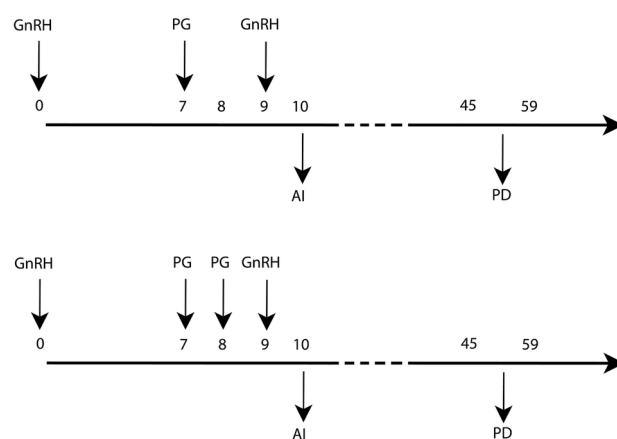 GnRH PG GnRH
0 7 8 9 10 45 59
AI PD
GnRH PG PG GnRH
0 7 8 9 10 45 59
AI PD